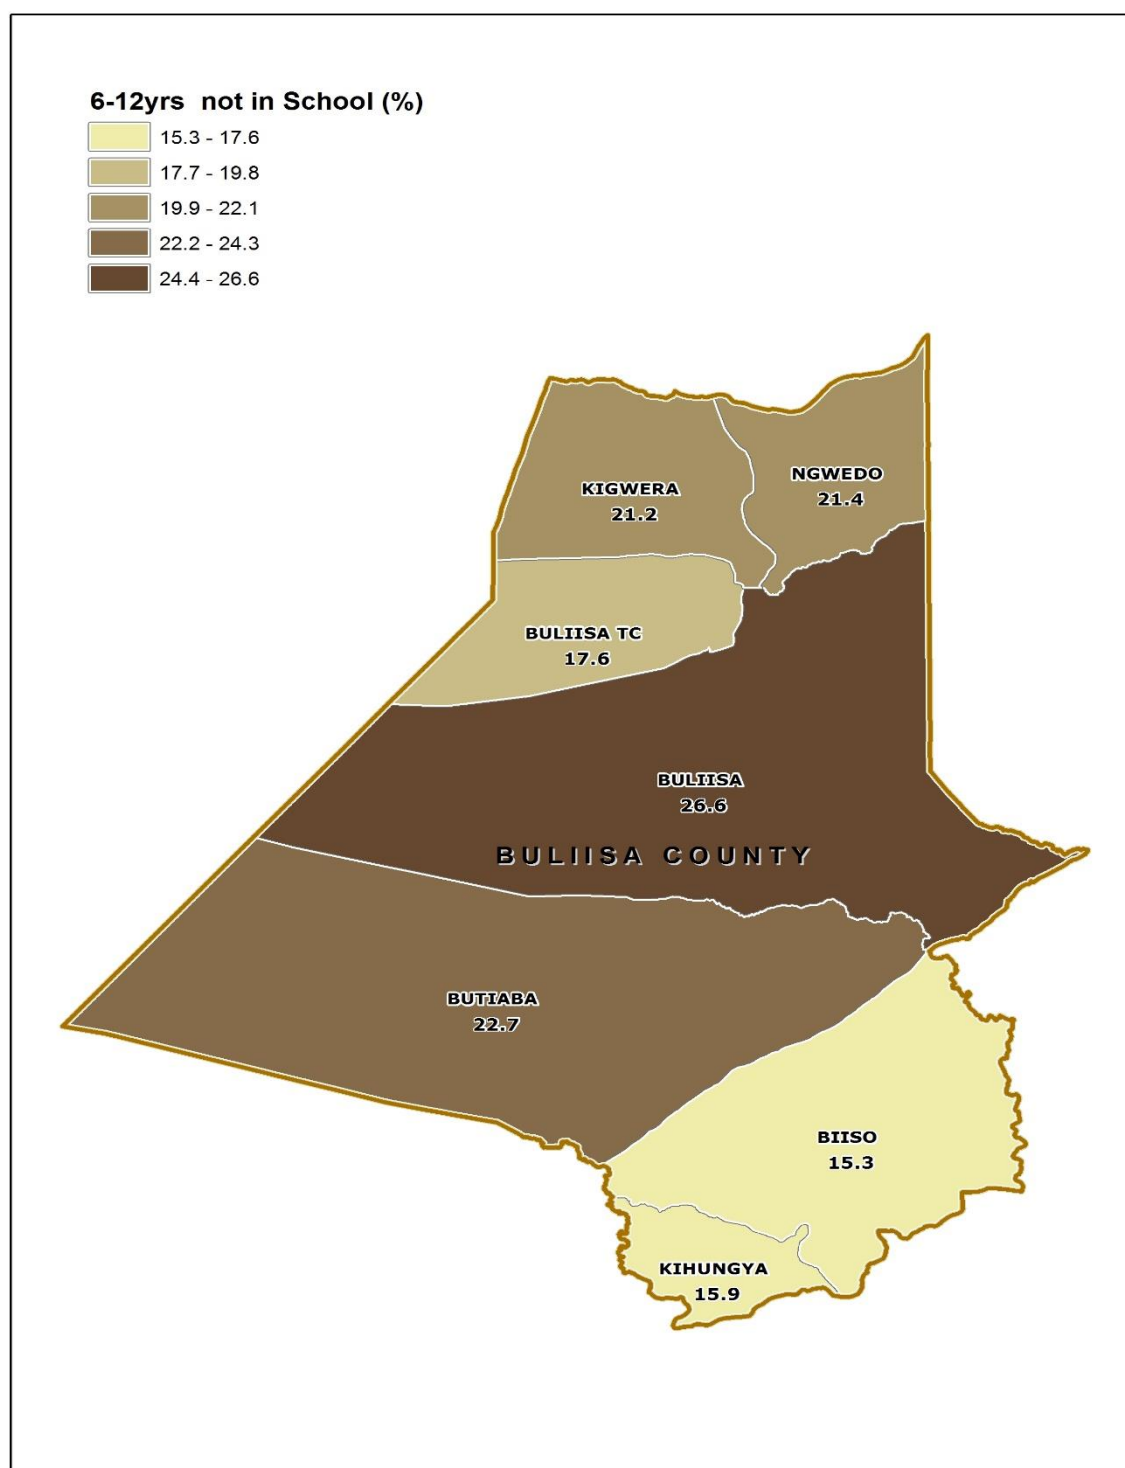 6-12yrs not in School (%)
15.3 - 17.6
17.7 - 19.8
19.9 - 22.1
22.2 - 24.3
24.4 - 26.6
NGWEDO
21.4
KIGWERA
21.2
BULIISA TC
17.6
BULIISA
26.6
BULIISA COUNTY
BUTIABA
22.7
BIISO
15.3
KIHUNGYA
15.9